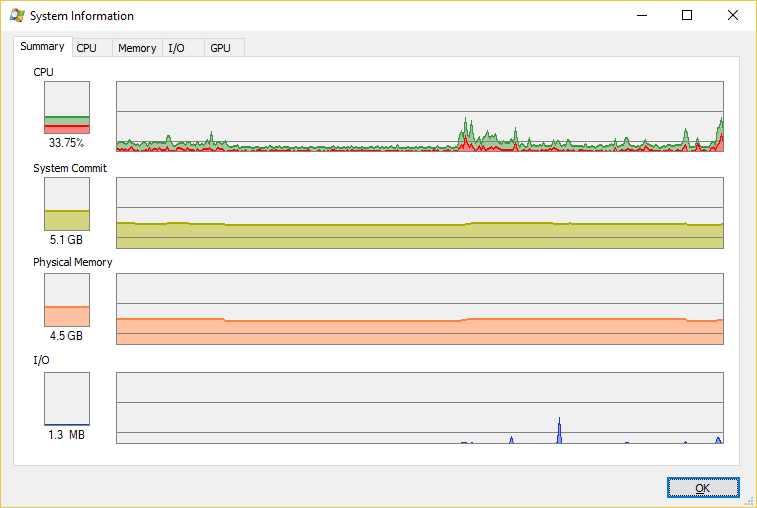 System Information
Summary CPU Memory I/O GPU
CPU
33.75%
System Commit
5.1 GB
Physical Memory
4.5 GB
I/O
1.3 MB
OK